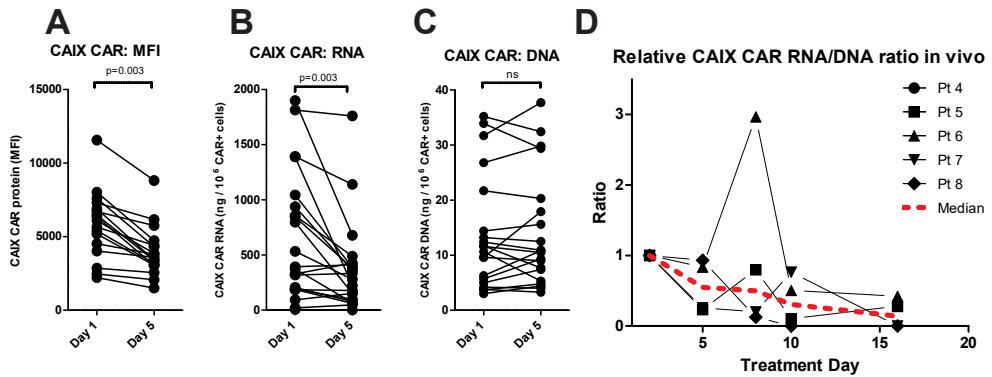 A
CAIX CAR: MFI
p=0.003
15000
10000
5000
0
CAIX CAR protein (MFI)
Day 1
Day 5
B
CAIX CAR: RNA
p=0.003
2000
1500
1000
500
0
CAIX CAR RNA (ng / 10⁶ CAR+ cells)
Day 1
Day 5
C
CAIX CAR: DNA
ns
40
30
20
10
0
CAIX CAR DNA (ng / 10⁶ CAR+ cells)
Day 1
Day 5
D
Relative CAIX CAR RNA/DNA ratio in vivo
3
2
1
0
Ratio
5
10
15
20
Treatment Day
Pt 4
Pt 5
Pt 6
Pt 7
Pt 8
Median